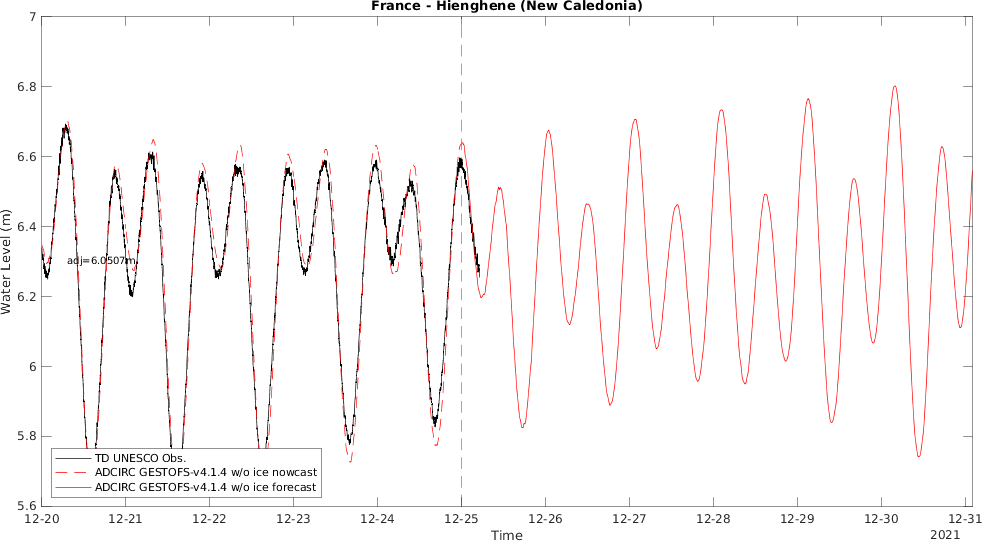 France - Hienghene (New Caledonia)
7
6.8
6.6
6.4
6.2
6
5.8
5.6
Water Level (m)
adj=6.0507m
TD UNESCO Obs.
ADCIRC GESTOFS-v4.1.4 w/o ice nowcast
ADCIRC GESTOFS-v4.1.4 w/o ice forecast
12-20 12-21 12-22 12-23 12-24 12-25 12-26 12-27 12-28 12-29 12-30 12-31
Time
2021